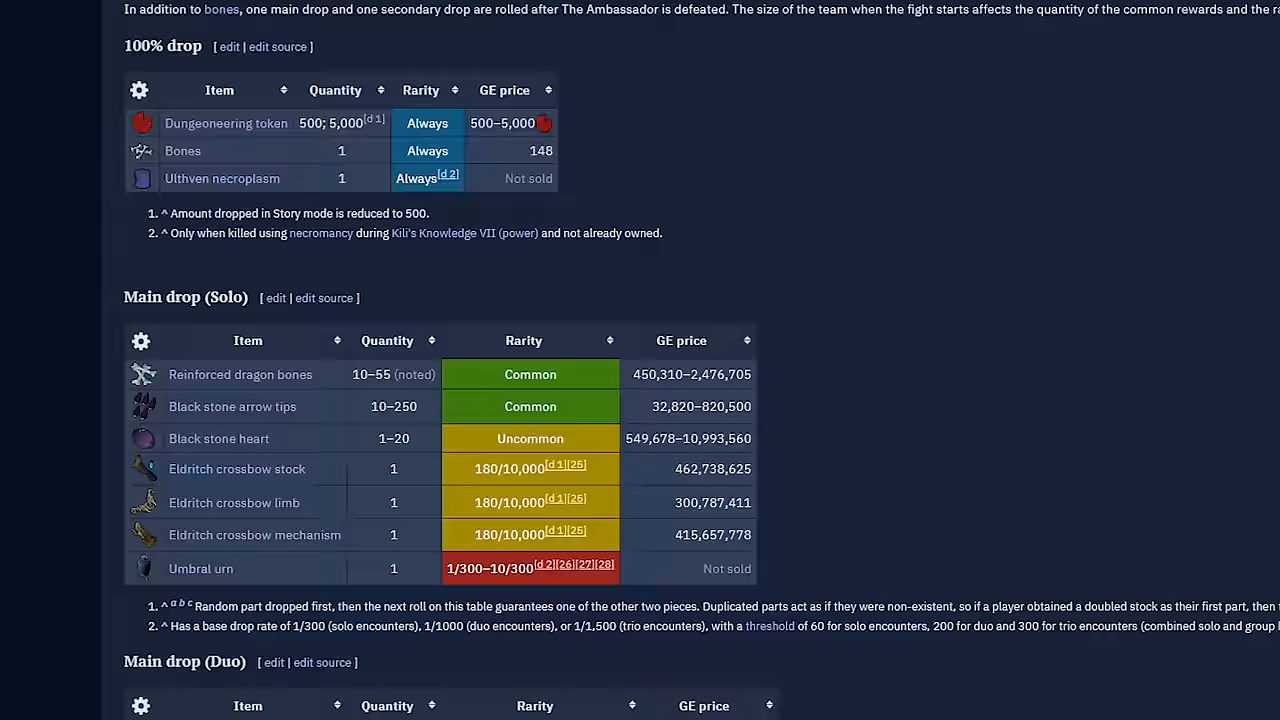 In addition to bones, one main drop and one secondary drop are rolled after The Ambassador is defeated. The size of the team when the fight starts affects the quantity of the common rewards and the
100% drop [ edit | edit source ]
Item Quantity Rarity GE price
Dungeoneering token 500; 5,000[d 1] Always 500–5,000
Bones 1 Always 148
Ulthven necroplasm 1 Always[d 2] Not sold
1. ^ Amount dropped in Story mode is reduced to 500.
2. ^ Only when killed using necromancy during Kili's Knowledge VII (power) and not already owned.
Main drop (Solo) [ edit | edit source ]
Item Quantity Rarity GE price
Reinforced dragon bones 10–55 (noted) Common 450,310–2,476,705
Black stone arrow tips 10–250 Common 32,820–820,500
Black stone heart 1–20 Uncommon 549,678–10,993,560
Eldritch crossbow stock 1 180/10,000[d 1][25] 462,738,625
Eldritch crossbow limb 1 180/10,000[d 1][25] 300,787,411
Eldritch crossbow mechanism 1 180/10,000[d 1][25] 415,657,778
Umbral urn 1 1/300–10/300[d 2][26][27][28] Not sold
1. ^ a b c Random part dropped first, then the next roll on this table guarantees one of the other two pieces. Duplicated parts act as if they were non-existent, so if a player obtained a doubled stock as their first part, then
2. ^ Has a base drop rate of 1/300 (solo encounters), 1/1000 (duo encounters), or 1/1,500 (trio encounters), with a threshold of 60 for solo encounters, 200 for duo and 300 for trio encounters (combined solo and group
Main drop (Duo) [ edit | edit source ]
Item Quantity Rarity GE price